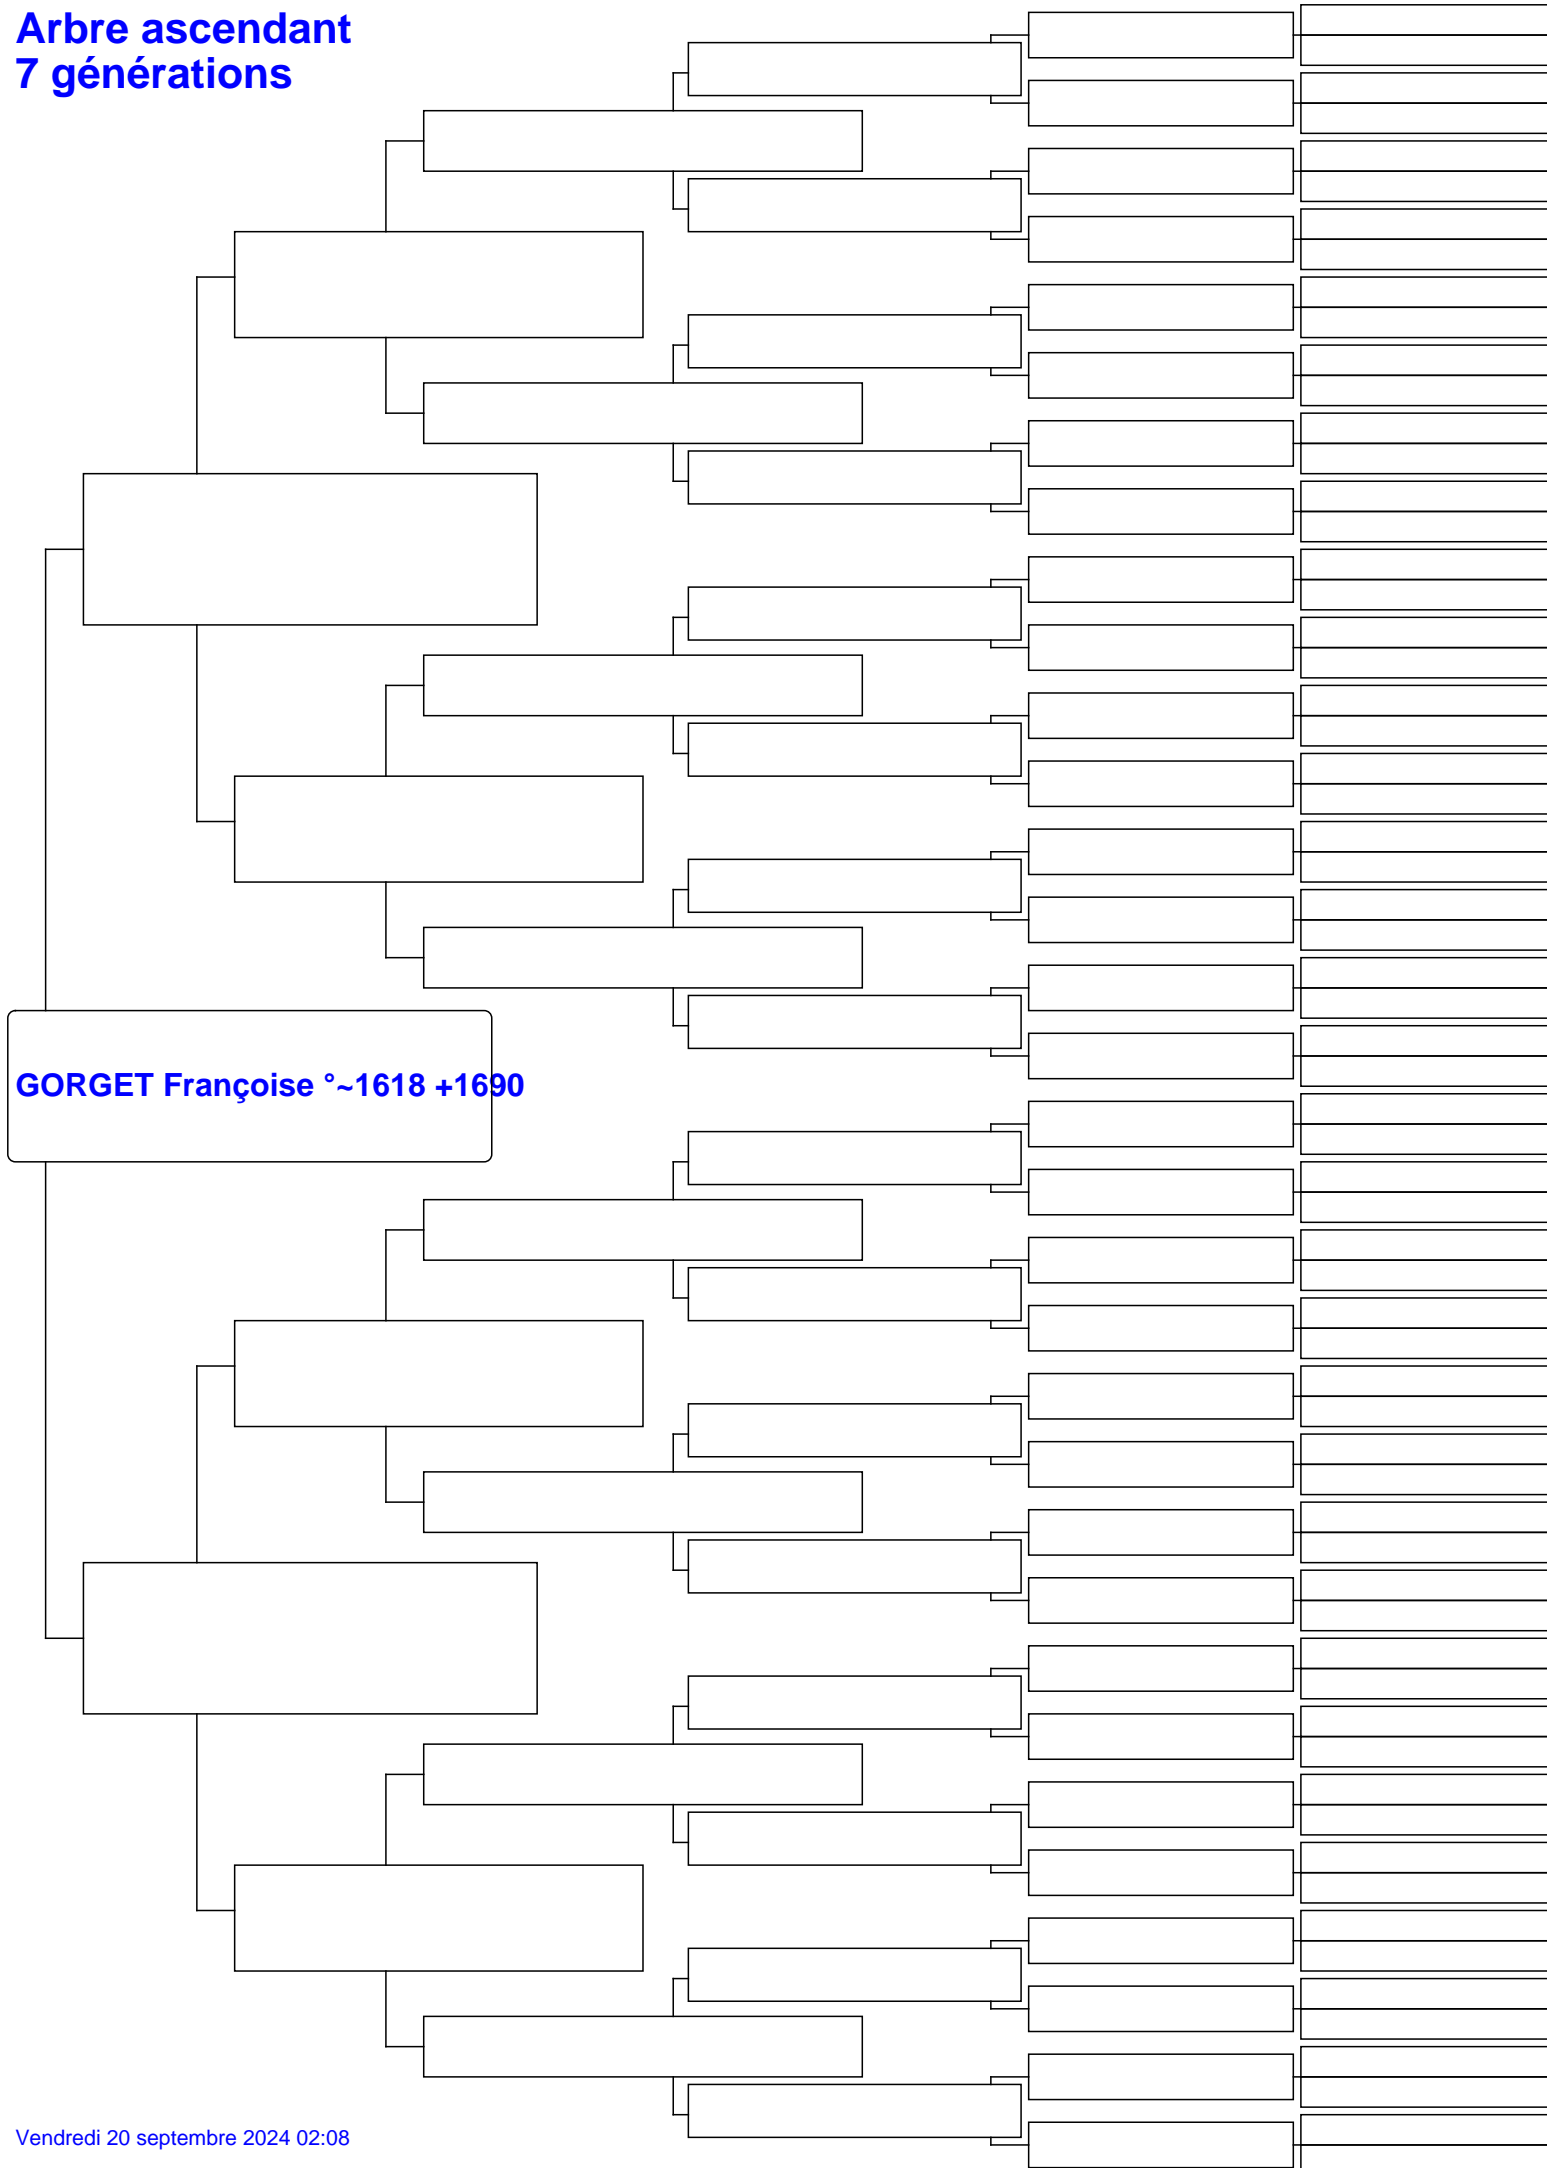 Arbre ascendant
7 générations
GORGET Françoise °~1618 +1690
Vendredi 20 septembre 2024 02:08